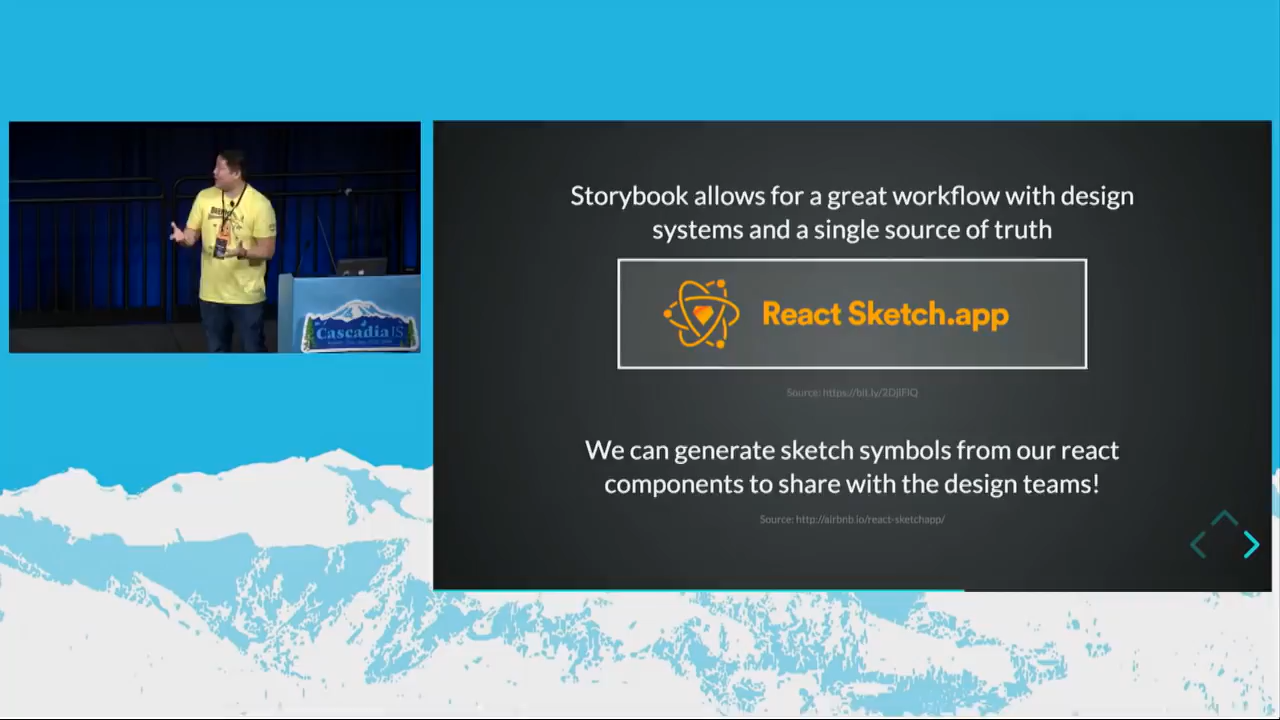 CascadiaJS
Storybook allows for a great workflow with design
systems and a single source of truth
React Sketch.app
We can generate sketch symbols from our react
components to share with the design teams!
Source: http://airbnb.io/react-sketchapp/